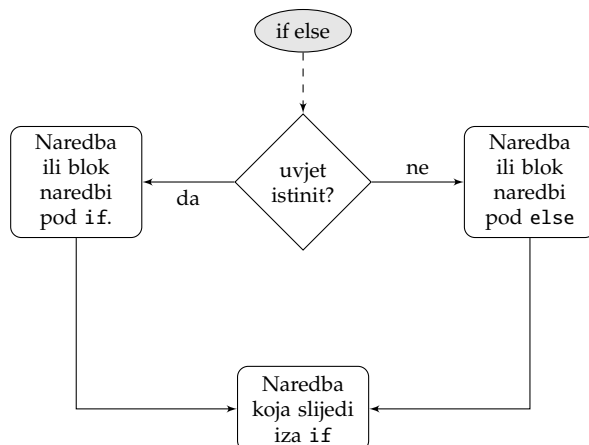 if else
Naredba
ili blok
naredbi
pod if.
da
uvjet
istinit?
ne
Naredba
ili blok
naredbi
pod else
Naredba
koja slijedi
iza if